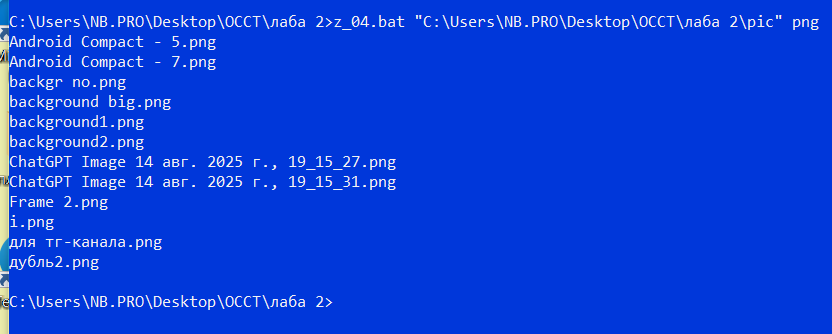 C:\Users\NB.PRO\Desktop\ОССТ\лаба 2>z_04.bat "C:\Users\NB.PRO\Desktop\ОССТ\лаба 2\pic" png
Android Compact - 5.png
Android Compact - 7.png
backgr no.png
background big.png
background1.png
background2.png
ChatGPT Image 14 авг. 2025 г., 19_15_27.png
ChatGPT Image 14 авг. 2025 г., 19_15_31.png
Frame 2.png
i.png
для тг-канала.png
дубль2.png
C:\Users\NB.PRO\Desktop\ОССТ\лаба 2>